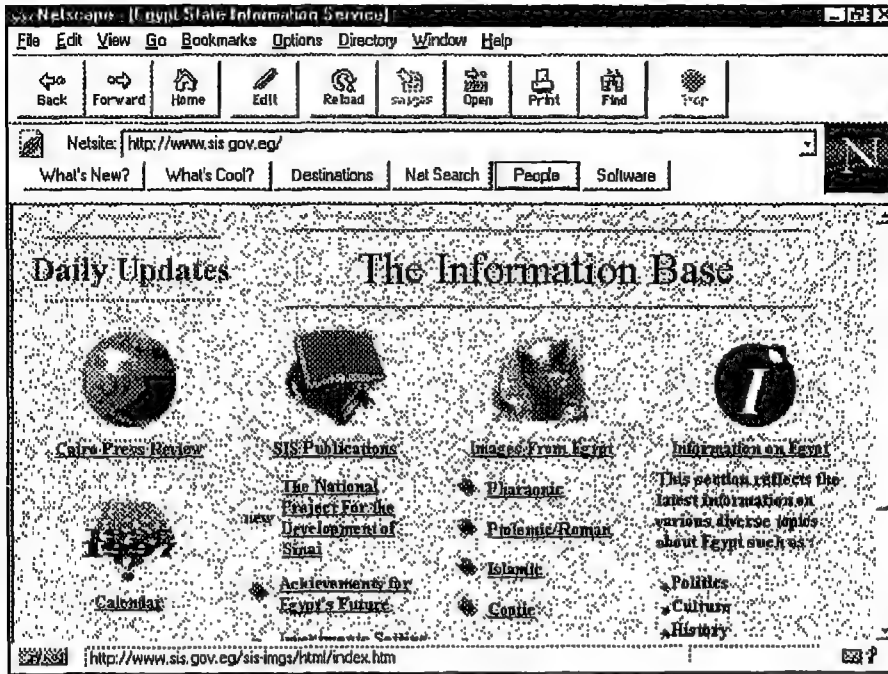 Netscape - [Egypt State Information Service]
File Edit View Go Bookmarks Options Directory Window Help
Back Forward Home Edit Reload Open Print Find
Netsite: http://www.sis.gov.eg/
N
What's New? What's Cool? Destinations Net Search People Software
Daily Updates
The Information Base
Cairo Press Review
1997
Calendar
SIS Publications
new The National
Project For the
Development of
Sinai
Achievements for
Egypt's Future
Images From Egypt
Pharaonic
Ptolemic/Roman
Islamic
Coptic
I
Information on Egypt
This section reflects the
latest information on
various diverse topics
about Egypt such as :
Politics
Culture
History
http://www.sis.gov.eg/sis-imgs/html/index.htm